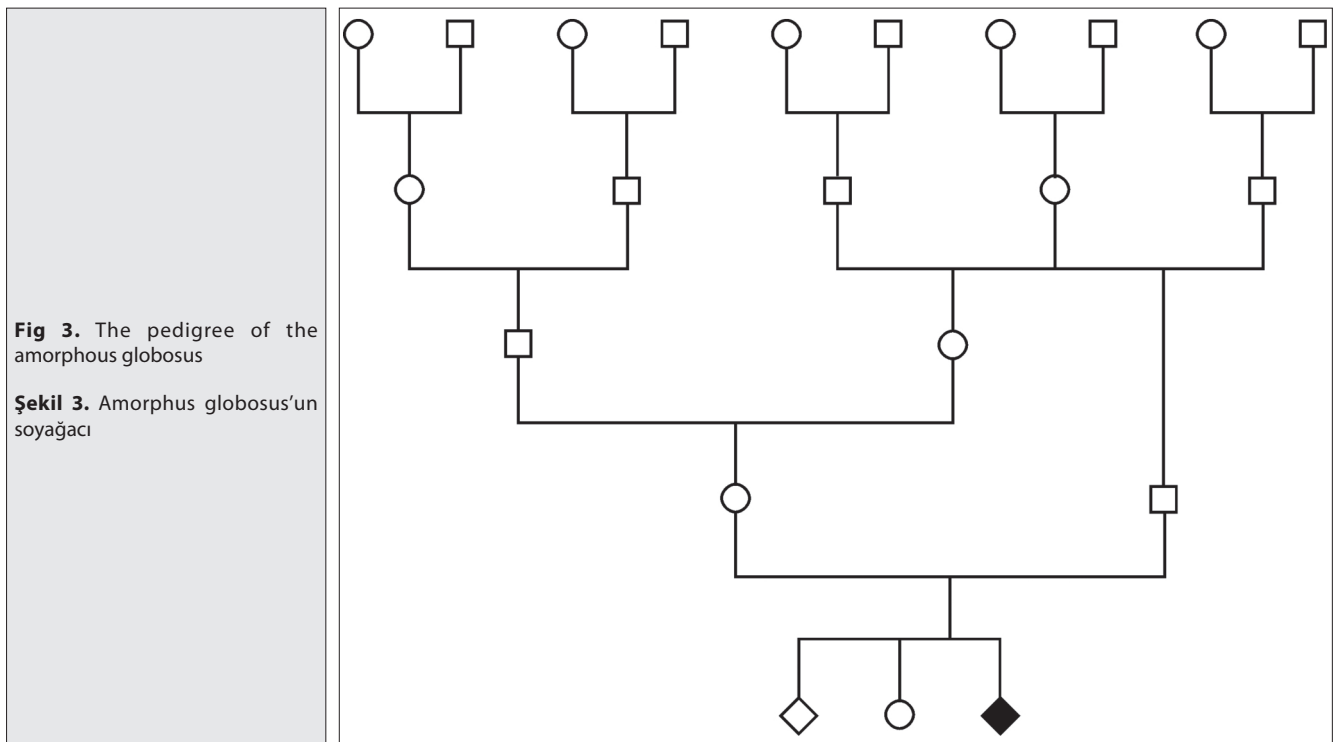 Fig 3. The pedigree of the
amorphous globosus
Şekil 3. Amorphus globosus’un
soyağacı